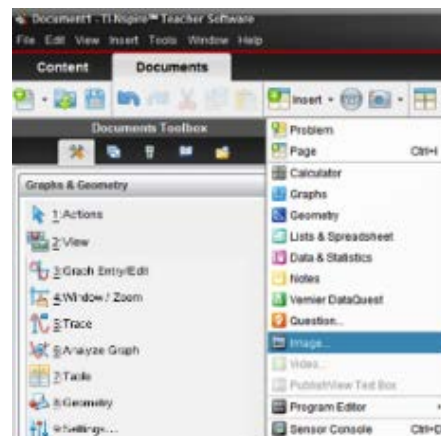 Document1 - TI-Nspire™ Teacher Software
File Edit View Insert Tools Window Help
Content Documents
Insert
Documents Toolbox
Graphs & Geometry
1: Actions
2: View
3: Graph Entry/Edit
4: Window / Zoom
5: Trace
6: Analyze Graph
7: Table
8: Geometry
9: Settings...
Problem
Page Ctrl+I
Calculator
Graphs
Geometry
Lists & Spreadsheet
Data & Statistics
Notes
Vernier DataQuest
Question...
Image...
Video...
PublishView Text Box
Program Editor
Sensor Console Ctrl+D